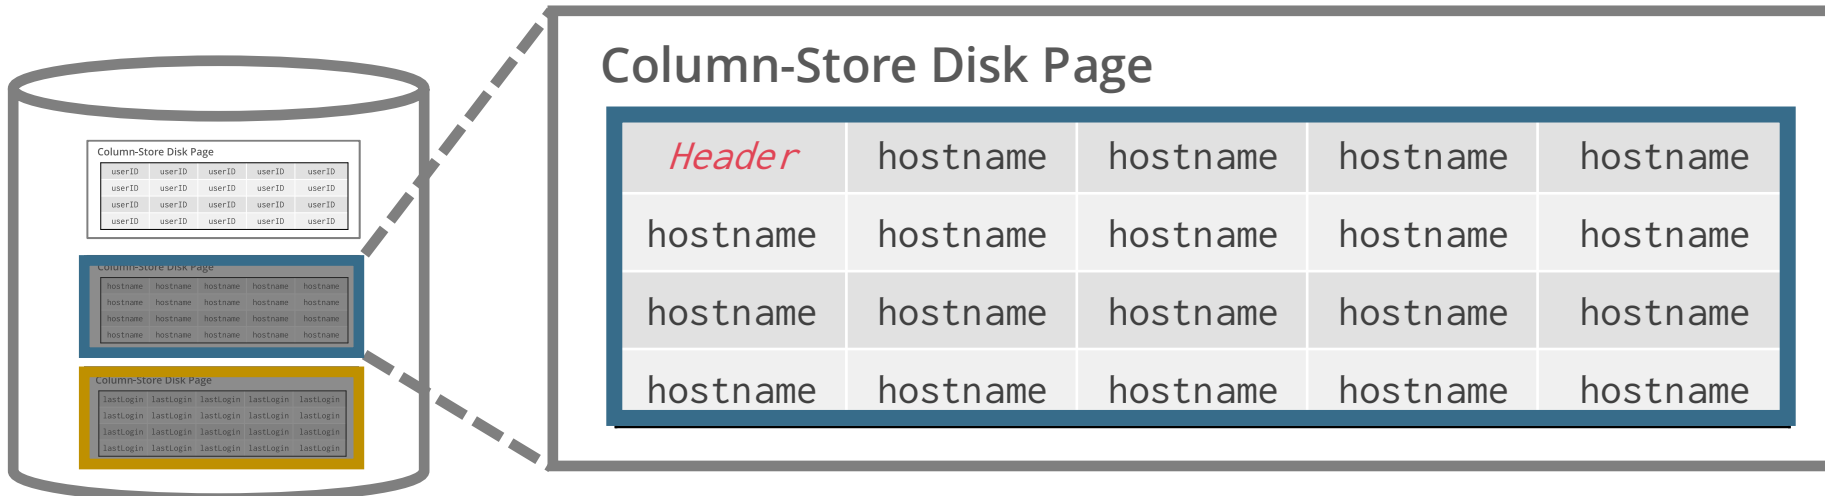 Column-Store Disk Page
userID userID userID userID userID
userID userID userID userID userID
userID userID userID userID userID
userID userID userID userID userID
Column-Store Disk Page
hostname hostname hostname hostname hostname
hostname hostname hostname hostname hostname
hostname hostname hostname hostname hostname
hostname hostname hostname hostname hostname
Column-Store Disk Page
lastLogin lastLogin lastLogin lastLogin lastLogin
lastLogin lastLogin lastLogin lastLogin lastLogin
lastLogin lastLogin lastLogin lastLogin lastLogin
lastLogin lastLogin lastLogin lastLogin lastLogin
Column-Store Disk Page
Header hostname hostname hostname hostname
hostname hostname hostname hostname hostname
hostname hostname hostname hostname hostname
hostname hostname hostname hostname hostname